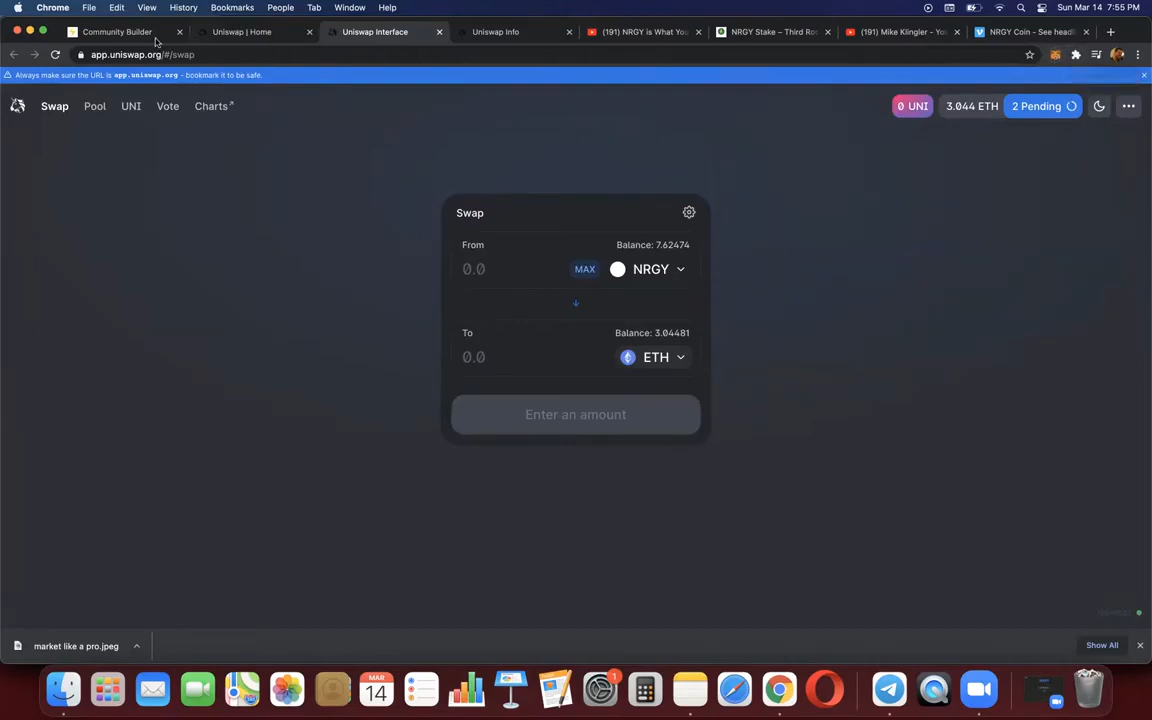 Chrome File Edit View History Bookmarks People Tab Window Help Sun Mar 14 7:55 PM
Community Builder Uniswap | Home Uniswap Interface Uniswap Info (191) NRGY is What You NRGY Stake – Third Ro (191) Mike Klingler – Yo NRGY Coin - See head
app.uniswap.org/#/swap
Always make sure the URL is app.uniswap.org - bookmark it to be safe.
Swap Pool UNI Vote Charts↗ 0 UNI 3.044 ETH 2 Pending
Swap
From Balance: 7.62474
0.0 MAX NRGY
To Balance: 3.04481
0.0 ETH
Enter an amount
market like a pro.jpeg Show All
1
MAR
14